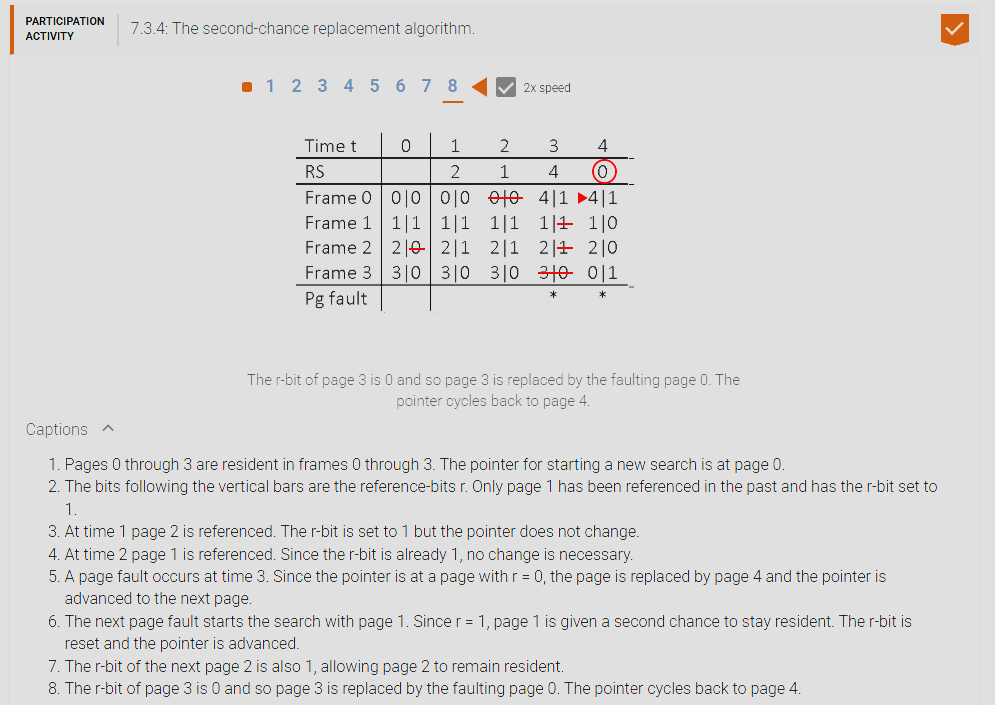 PARTICIPATION
ACTIVITY
7.3.4: The second-chance replacement algorithm.
1 2 3 4 5 6 7 8 2x speed
Time t 0 1 2 3 4
RS 2 1 4 0
Frame 0 0|0 0|0 0|0 4|1 4|1
Frame 1 1|1 1|1 1|1 1|1 1|0
Frame 2 2|0 2|1 2|1 2|1 2|0
Frame 3 3|0 3|0 3|0 3|0 0|1
Pg fault * *
The r-bit of page 3 is 0 and so page 3 is replaced by the faulting page 0. The
pointer cycles back to page 4.
Captions
1. Pages 0 through 3 are resident in frames 0 through 3. The pointer for starting a new search is at page 0.
2. The bits following the vertical bars are the reference-bits r. Only page 1 has been referenced in the past and has the r-bit set to
1.
3. At time 1 page 2 is referenced. The r-bit is set to 1 but the pointer does not change.
4. At time 2 page 1 is referenced. Since the r-bit is already 1, no change is necessary.
5. A page fault occurs at time 3. Since the pointer is at a page with r = 0, the page is replaced by page 4 and the pointer is
advanced to the next page.
6. The next page fault starts the search with page 1. Since r = 1, page 1 is given a second chance to stay resident. The r-bit is
reset and the pointer is advanced.
7. The r-bit of the next page 2 is also 1, allowing page 2 to remain resident.
8. The r-bit of page 3 is 0 and so page 3 is replaced by the faulting page 0. The pointer cycles back to page 4.